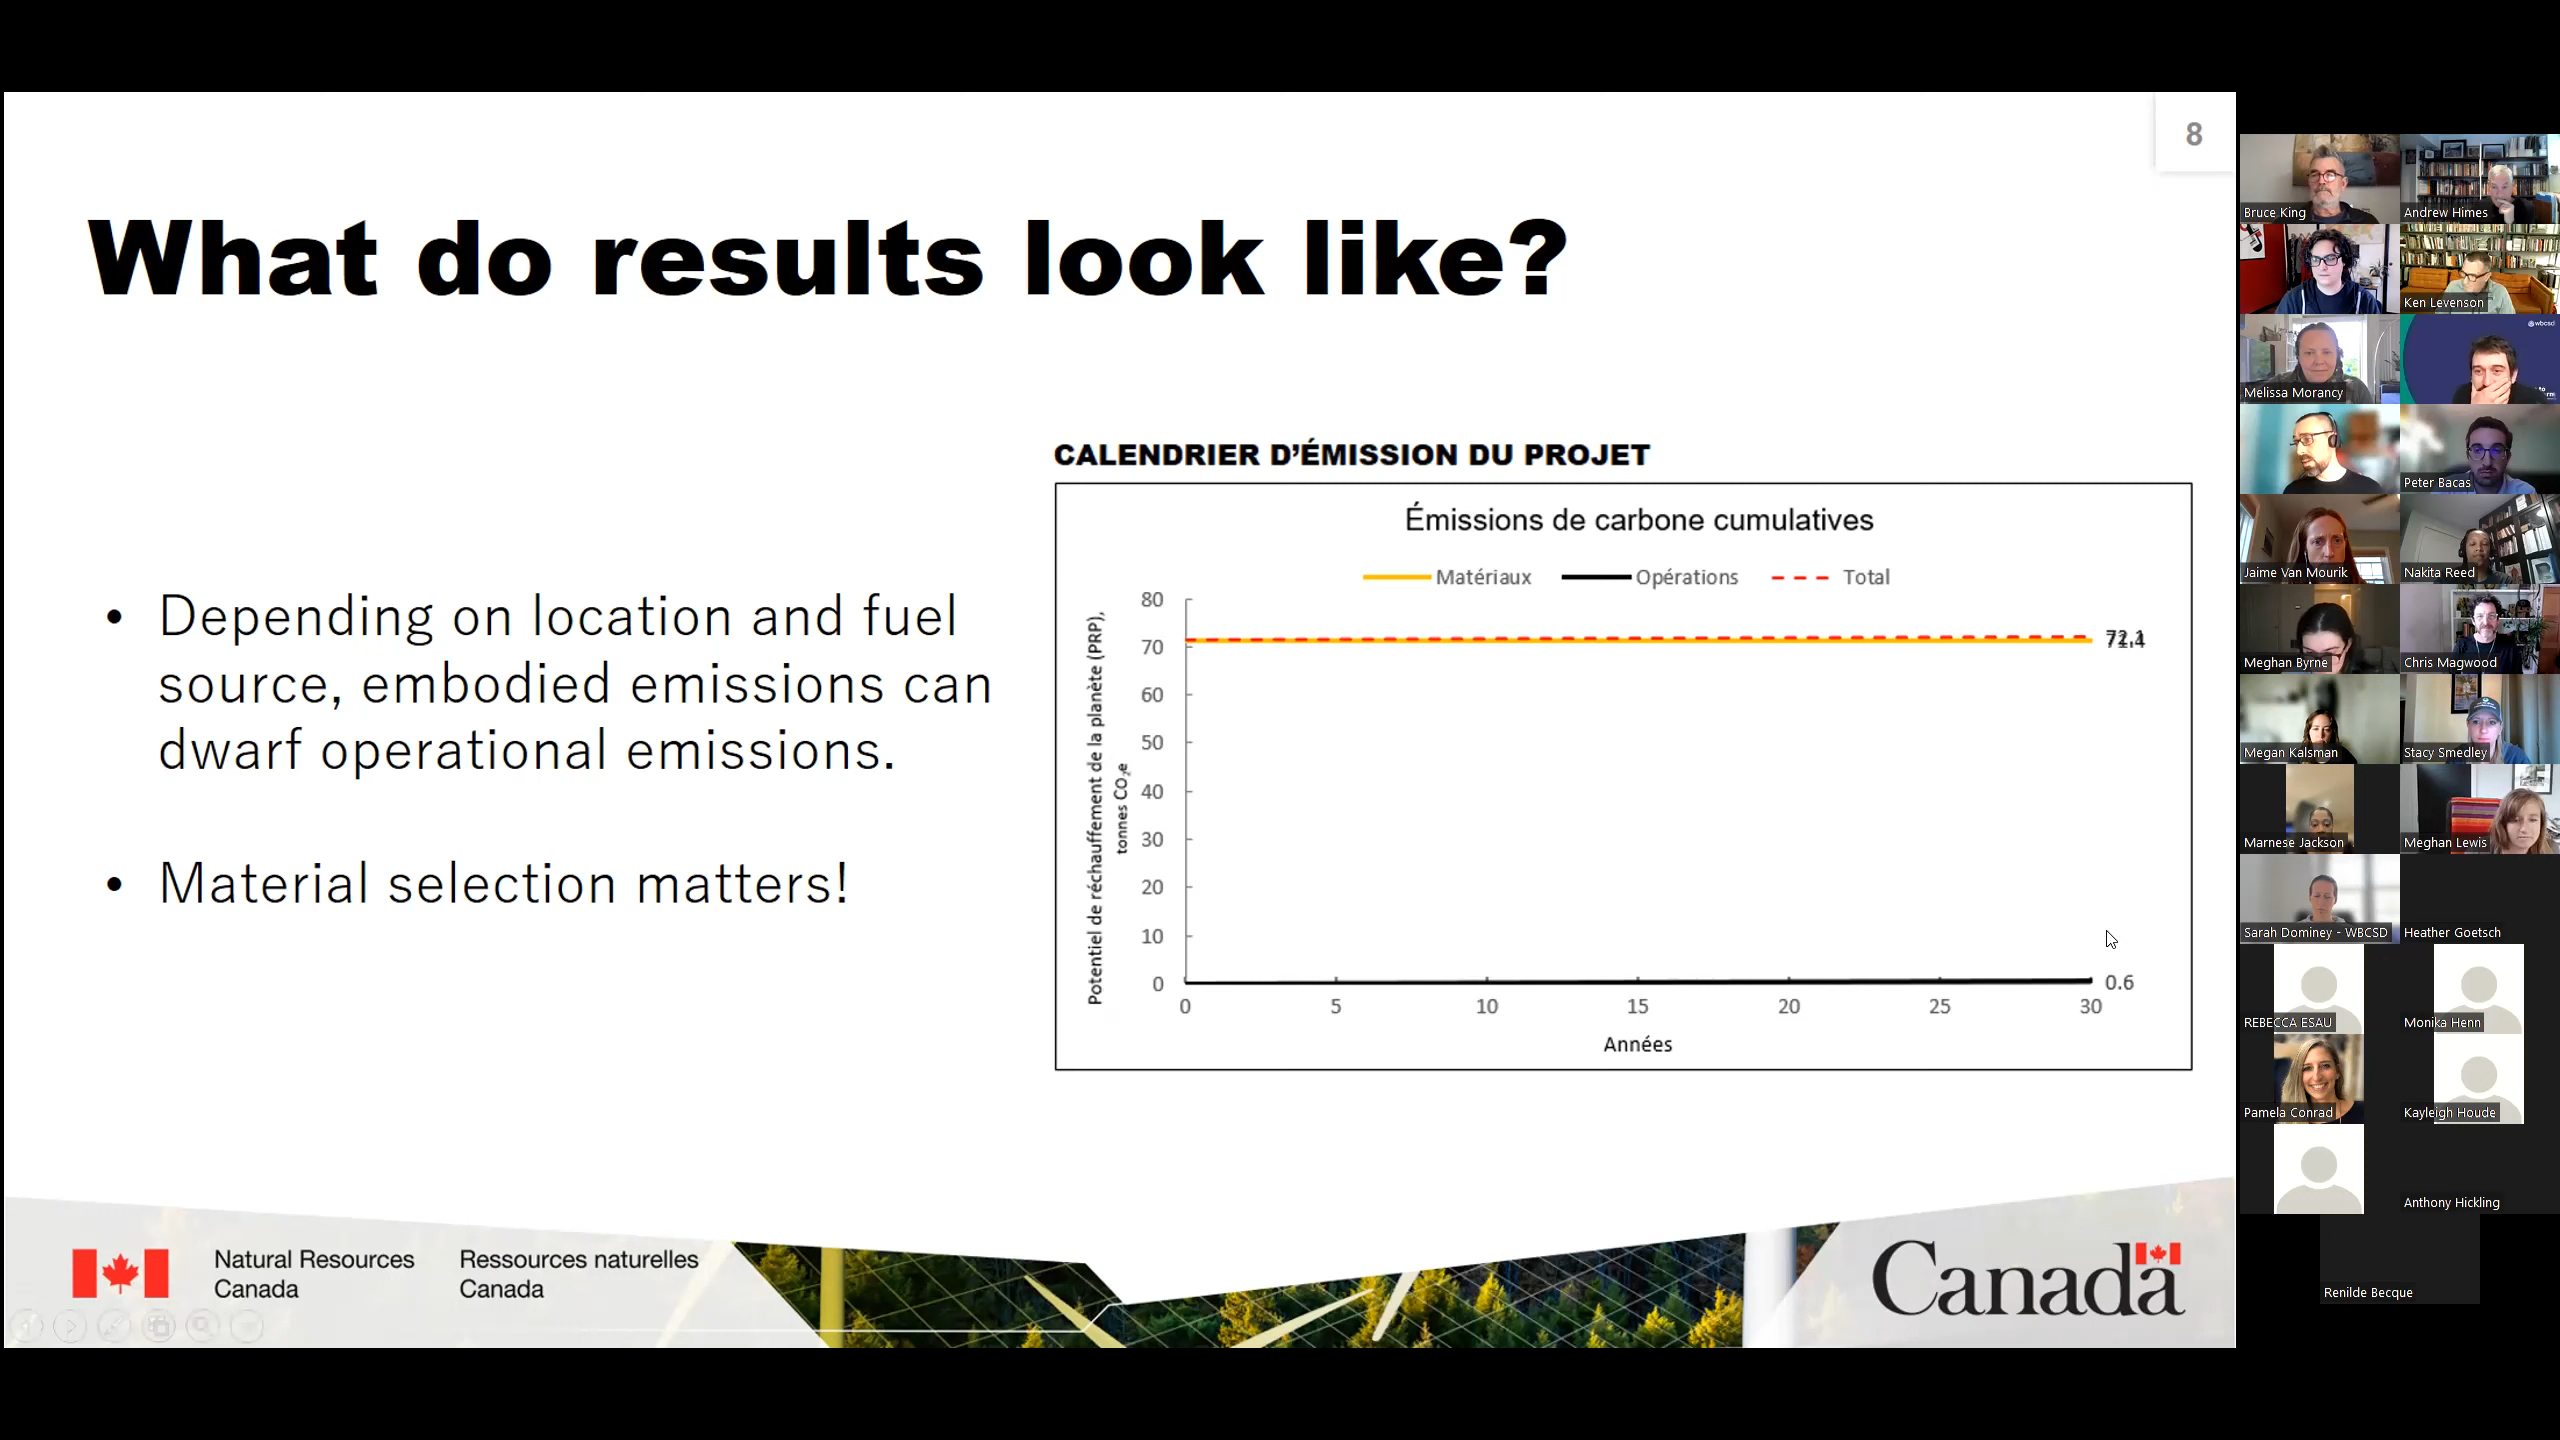 8
What do results look like?
• Depending on location and fuel
source, embodied emissions can
dwarf operational emissions.
• Material selection matters!
CALENDRIER D'ÉMISSION DU PROJET
Émissions de carbone cumulatives
Matériaux Opérations Total
Potentiel de réchauffement de la planète (PRP),
tonnes CO₂e
80
70
60
50
40
30
20
10
0
0 5 10 15 20 25 30
0.6
Années
Natural Resources
Canada
Ressources naturelles
Canada
Canada
Bruce King
Andrew Himes
Ken Levenson
Melissa Morancy
wbcsd
Peter Bacas
Jaime Van Mourik
Nakita Reed
Meghan Byrne
Chris Magwood
Megan Kalsman
Stacy Smedley
Marnese Jackson
Meghan Lewis
Sarah Dominey - WBCSD
Heather Goetsch
REBECCA ESAU
Monika Henn
Pamela Conrad
Kayleigh Houde
Anthony Hickling
Renilde Becque